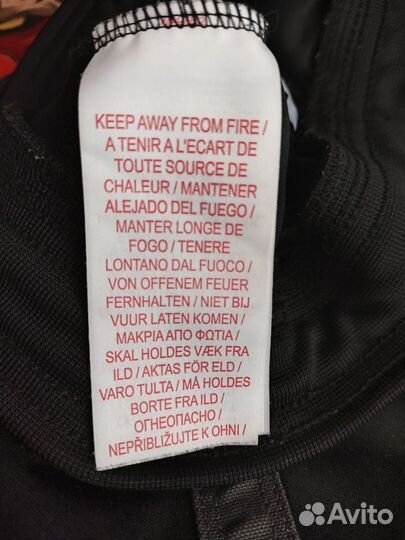 KEEP AWAY FROM FIRE /
A TENIR A L'ECART DE
TOUTE SOURCE DE
CHALEUR / MANTENER
ALEJADO DEL FUEGO /
MANTER LONGE DE
FOGO / TENERE
LONTANO DAL FUOCO /
VON OFFENEM FEUER
FERNHALTEN / NIET BIJ
VUUR LATEN KOMEN /
ΜΑΚΡΙΑ ΑΠΟ ΦΩΤΙΑ /
SKAL HOLDES VÆK FRA
ILD / AKTAS FÖR ELD /
VARO TULTA / MÅ HOLDES
BORTE FRA ILD /
ОГНЕОПАСНО /
NEPŘIBLIŽUJTE K OHNI /
Avito